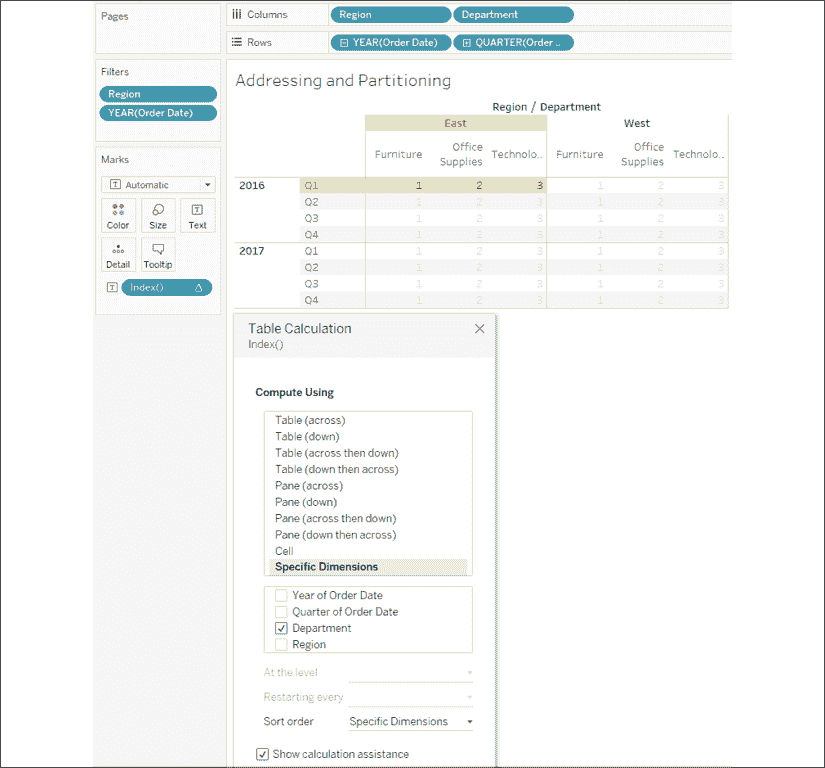 Pages
Columns Region Department
Rows YEAR(Order Date) QUARTER(Order ..
Filters
Region
YEAR(Order Date)
Marks
Automatic
Color Size Text
Detail Tooltip
Index()
Addressing and Partitioning
Region / Department
East West
Furniture Office Supplies Technolo.. Furniture Office Supplies Technolo..
2016 Q1 1 2 3 1 2 3
Q2 1 2 3 1 2 3
Q3 1 2 3 1 2 3
Q4 1 2 3 1 2 3
2017 Q1 1 2 3 1 2 3
Q2 1 2 3 1 2 3
Q3 1 2 3 1 2 3
Q4 1 2 3 1 2 3
Table Calculation
Index()
Compute Using
Table (across)
Table (down)
Table (across then down)
Table (down then across)
Pane (across)
Pane (down)
Pane (across then down)
Pane (down then across)
Cell
Specific Dimensions
Year of Order Date
Quarter of Order Date
Department
Region
At the level
Restarting every
Sort order Specific Dimensions
Show calculation assistance